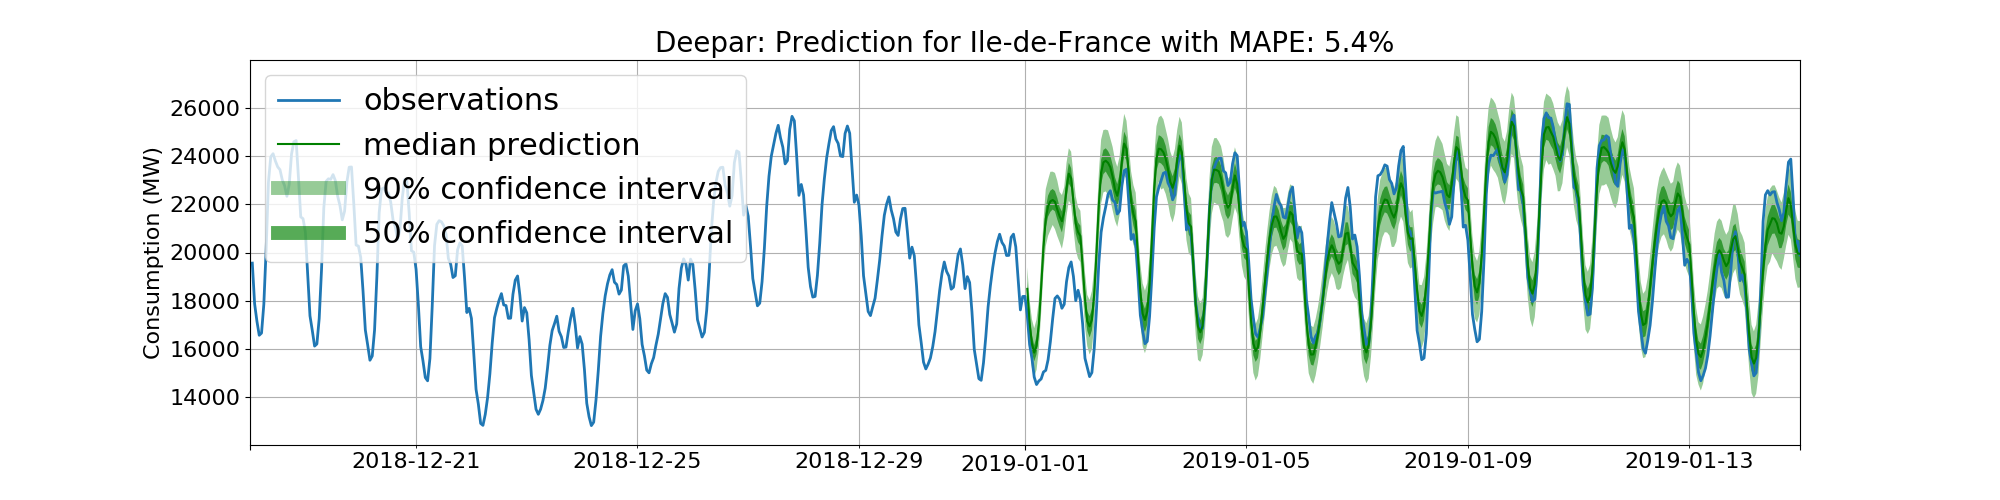 Deepar: Prediction for Ile-de-France with MAPE: 5.4%
observations
median prediction
90% confidence interval
50% confidence interval
Consumption (MW)
26000
24000
22000
20000
18000
16000
14000
2018-12-21 2018-12-25 2018-12-29 2019-01-01 2019-01-05 2019-01-09 2019-01-13